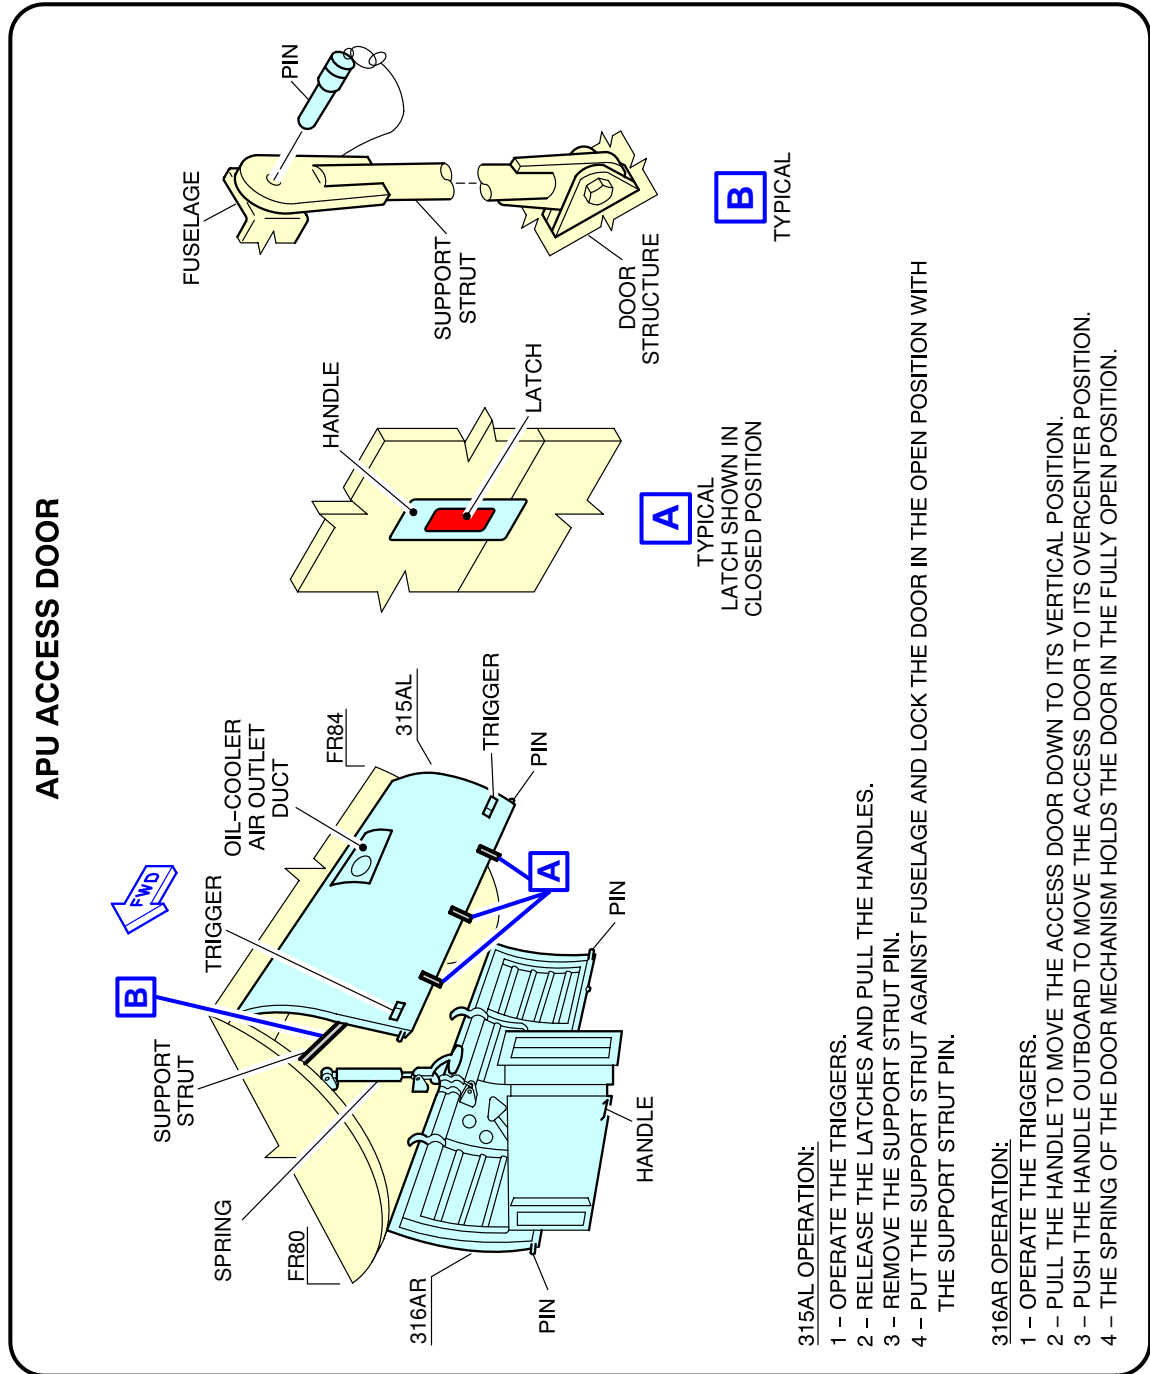 APU ACCESS DOOR
FWD
B
SUPPORT
STRUT
TRIGGER
OIL–COOLER
AIR OUTLET
DUCT
FR84
315AL
SPRING
FR80
316AR
PIN
HANDLE
PIN
A
PIN
TRIGGER
HANDLE
LATCH
A
TYPICAL
LATCH SHOWN IN
CLOSED POSITION
FUSELAGE
PIN
SUPPORT
STRUT
DOOR
STRUCTURE
B
TYPICAL
315AL OPERATION:
1 – OPERATE THE TRIGGERS.
2 – RELEASE THE LATCHES AND PULL THE HANDLES.
3 – REMOVE THE SUPPORT STRUT PIN.
4 – PUT THE SUPPORT STRUT AGAINST FUSELAGE AND LOCK THE DOOR IN THE OPEN POSITION WITH
THE SUPPORT STRUT PIN.
316AR OPERATION:
1 – OPERATE THE TRIGGERS.
2 – PULL THE HANDLE TO MOVE THE ACCESS DOOR DOWN TO ITS VERTICAL POSITION.
3 – PUSH THE HANDLE OUTBOARD TO MOVE THE ACCESS DOOR TO ITS OVERCENTER POSITION.
4 – THE SPRING OF THE DOOR MECHANISM HOLDS THE DOOR IN THE FULLY OPEN POSITION.